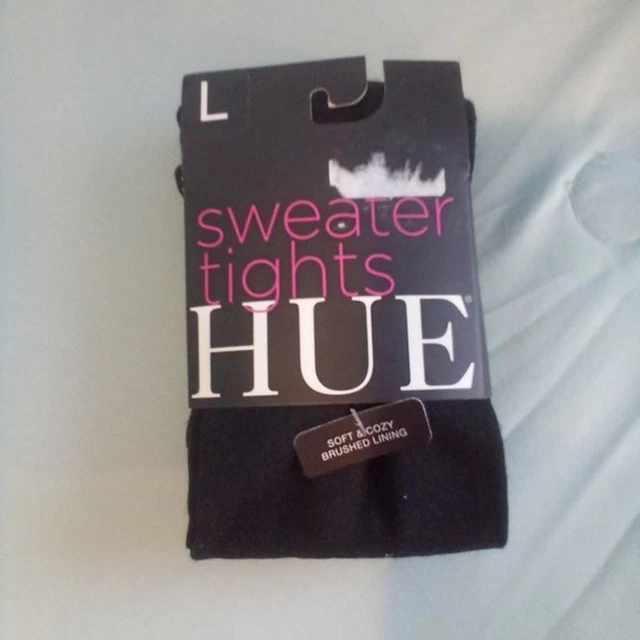 L
sweater
tights
HUE®
SOFT & COZY
BRUSHED LINING